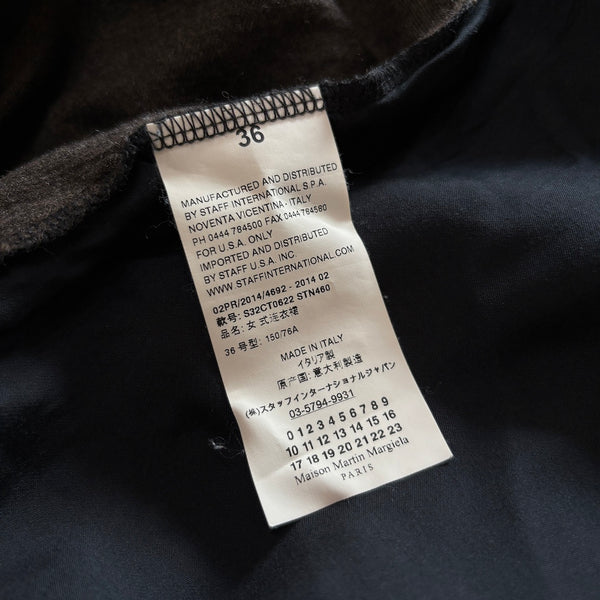 36
MANUFACTURED AND DISTRIBUTED
BY STAFF INTERNATIONAL S.P.A.
NOVENTA VICENTINA - ITALY
PH 0444 784500 FAX 0444784580
FOR U.S.A. ONLY
IMPORTED AND DISTRIBUTED
BY STAFF U.S.A. INC.
WWW.STAFFINTERNATIONAL.COM
02PR/2014/4692 - 2014 02
款号: S32CT0622 STN460
品名: 女 式连衣裙
36 号型: 150/76A
MADE IN ITALY
イタリア製
原产国: 意大利制造
(株)スタッフインターナショナルジャパン
03-5794-9931
0 1 2 3 4 5 6 7 8 9
10 11 12 13 14 15 16
17 18 19 20 21 22 23
Maison Martin Margiela
PARIS